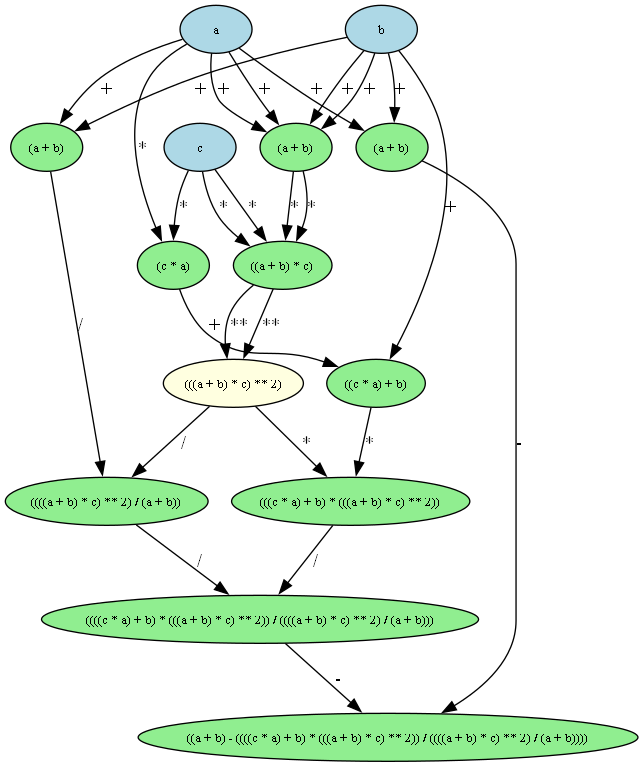 a b
+ + + + + + + +
(a + b) * c (a + b) (a + b)
* * * * * +
(c * a) ((a + b) * c)
/ + ** **
(((a + b) * c) ** 2) ((c * a) + b)
/ * * -
((((a + b) * c) ** 2) / (a + b)) (((c * a) + b) * (((a + b) * c) ** 2))
/ /
((((c * a) + b) * (((a + b) * c) ** 2)) / ((((a + b) * c) ** 2) / (a + b)))
-
((a + b) - ((((c * a) + b) * (((a + b) * c) ** 2)) / ((((a + b) * c) ** 2) / (a + b))))